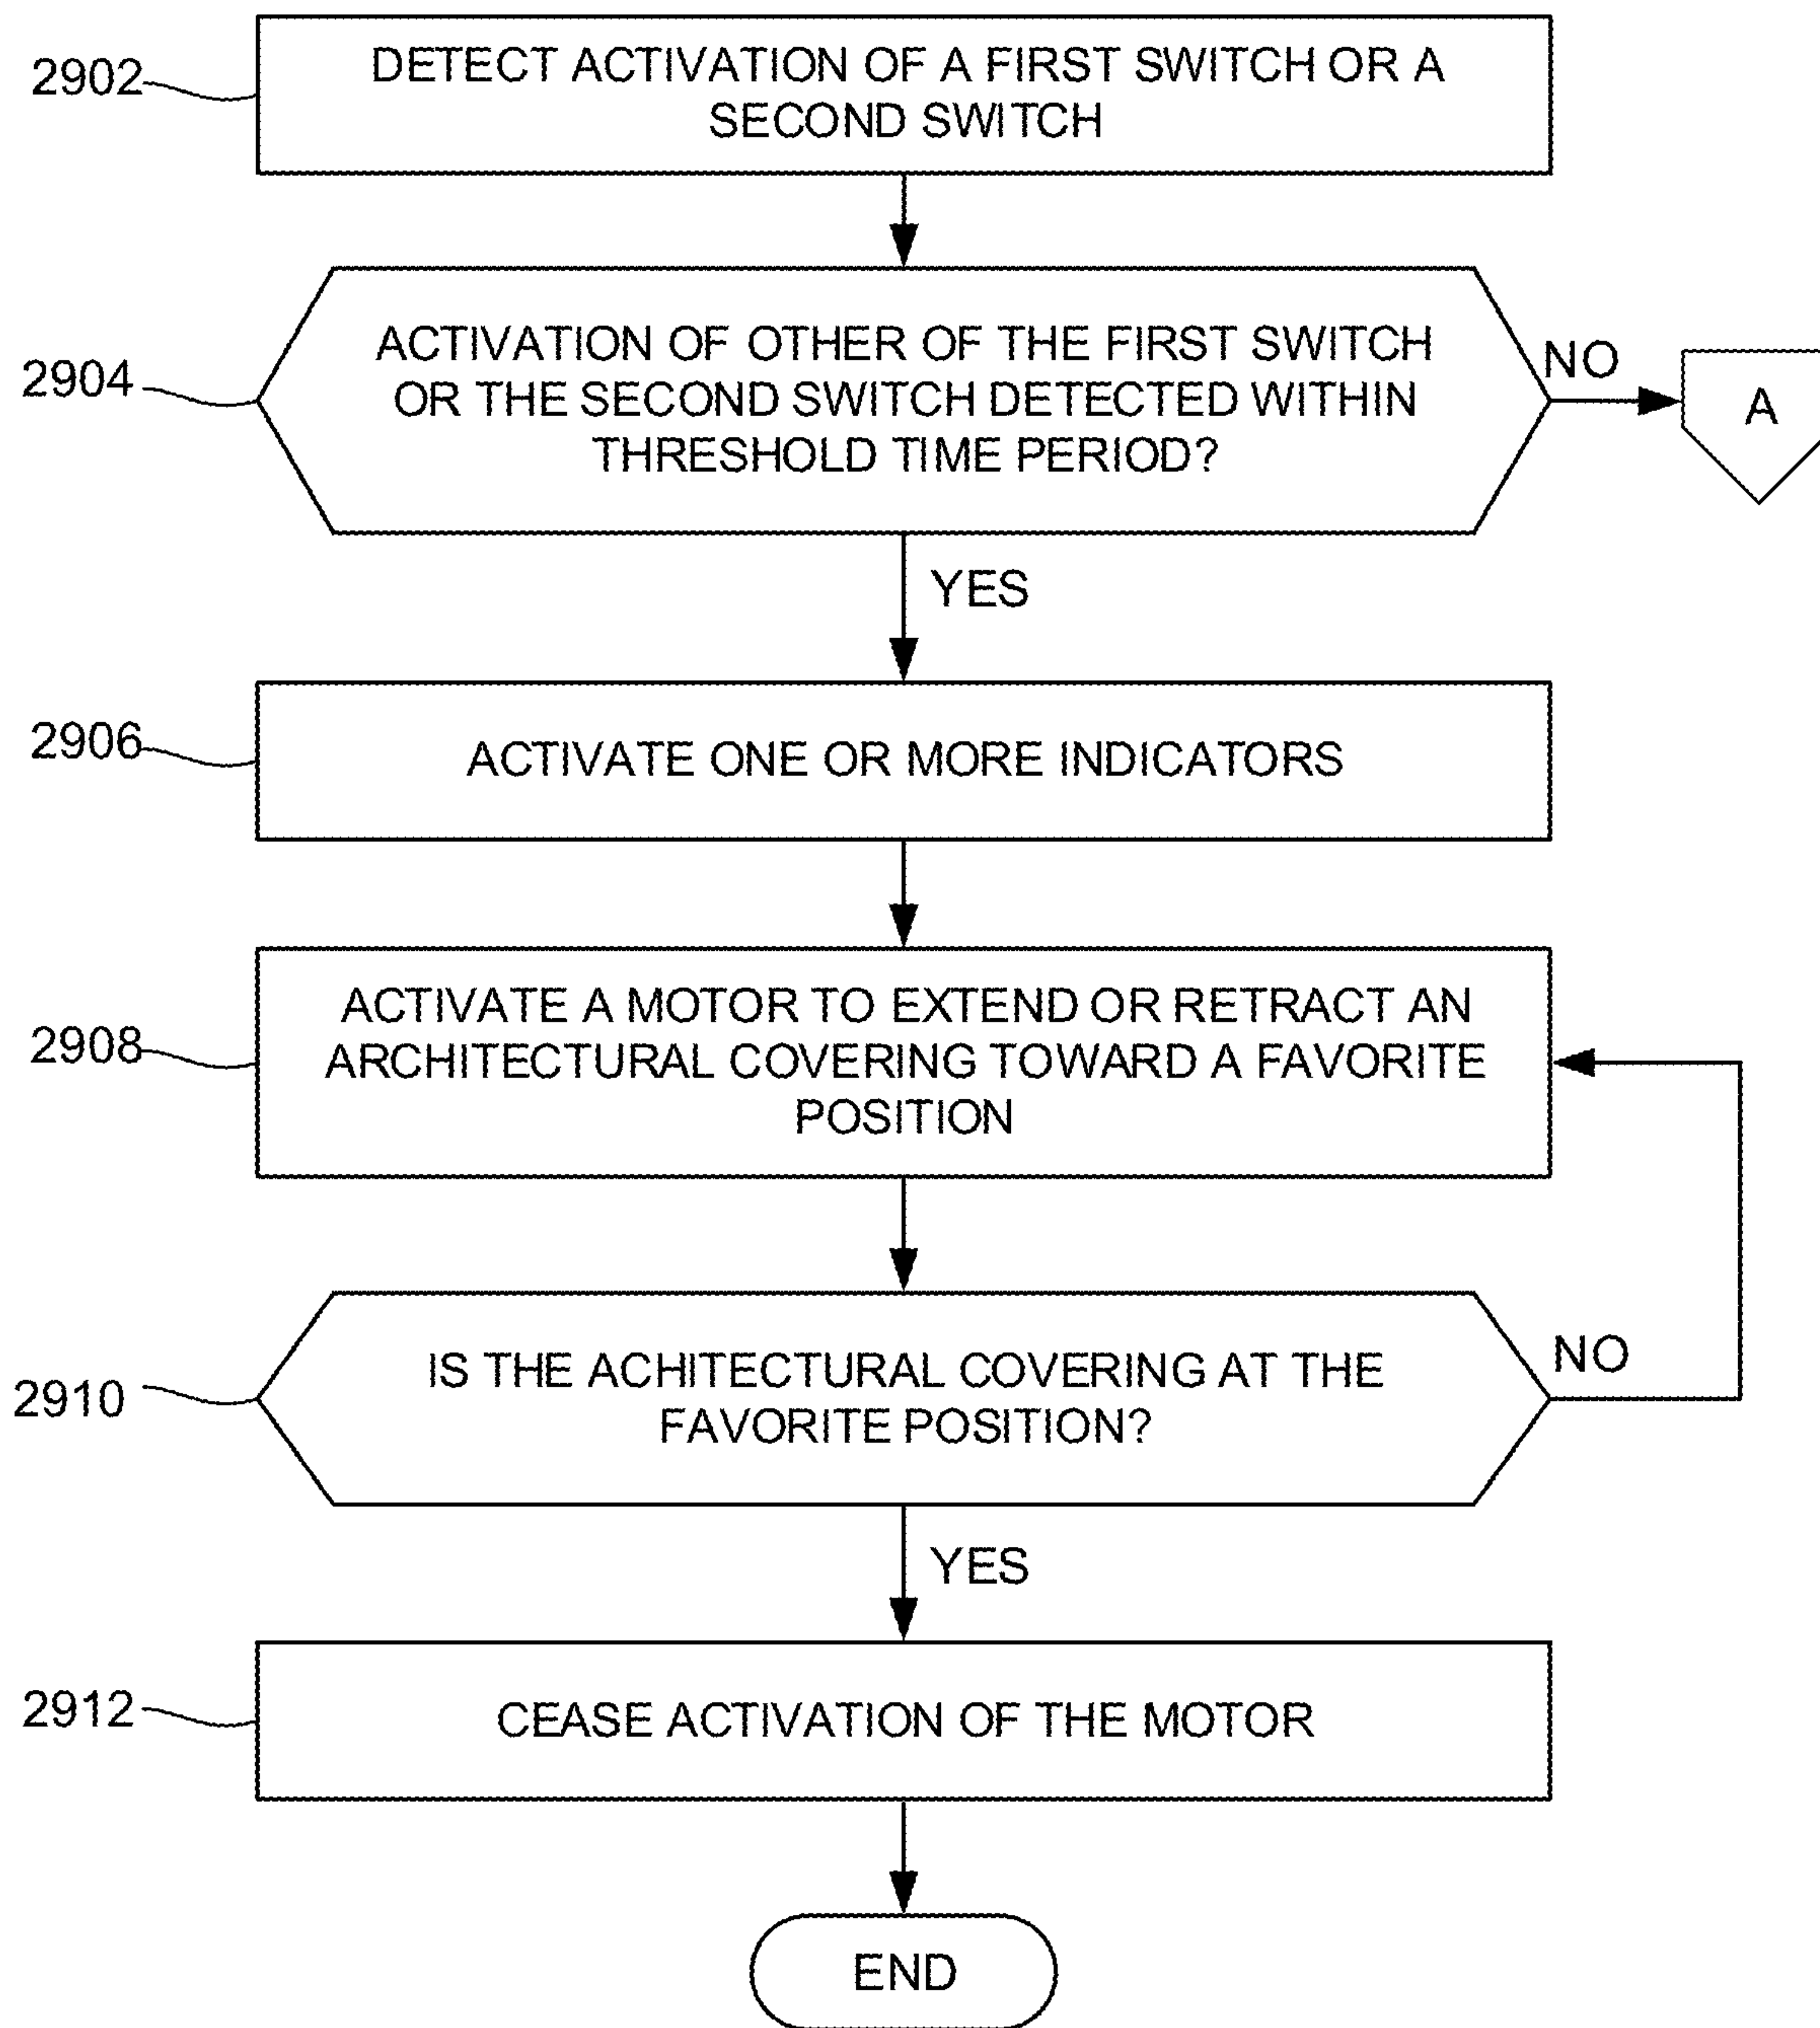 2902
DETECT ACTIVATION OF A FIRST SWITCH OR A
SECOND SWITCH
2904
ACTIVATION OF OTHER OF THE FIRST SWITCH
OR THE SECOND SWITCH DETECTED WITHIN
THRESHOLD TIME PERIOD?
NO
A
YES
2906
ACTIVATE ONE OR MORE INDICATORS
2908
ACTIVATE A MOTOR TO EXTEND OR RETRACT AN
ARCHITECTURAL COVERING TOWARD A FAVORITE
POSITION
2910
IS THE ACHITECTURAL COVERING AT THE
FAVORITE POSITION?
NO
YES
2912
CEASE ACTIVATION OF THE MOTOR
END